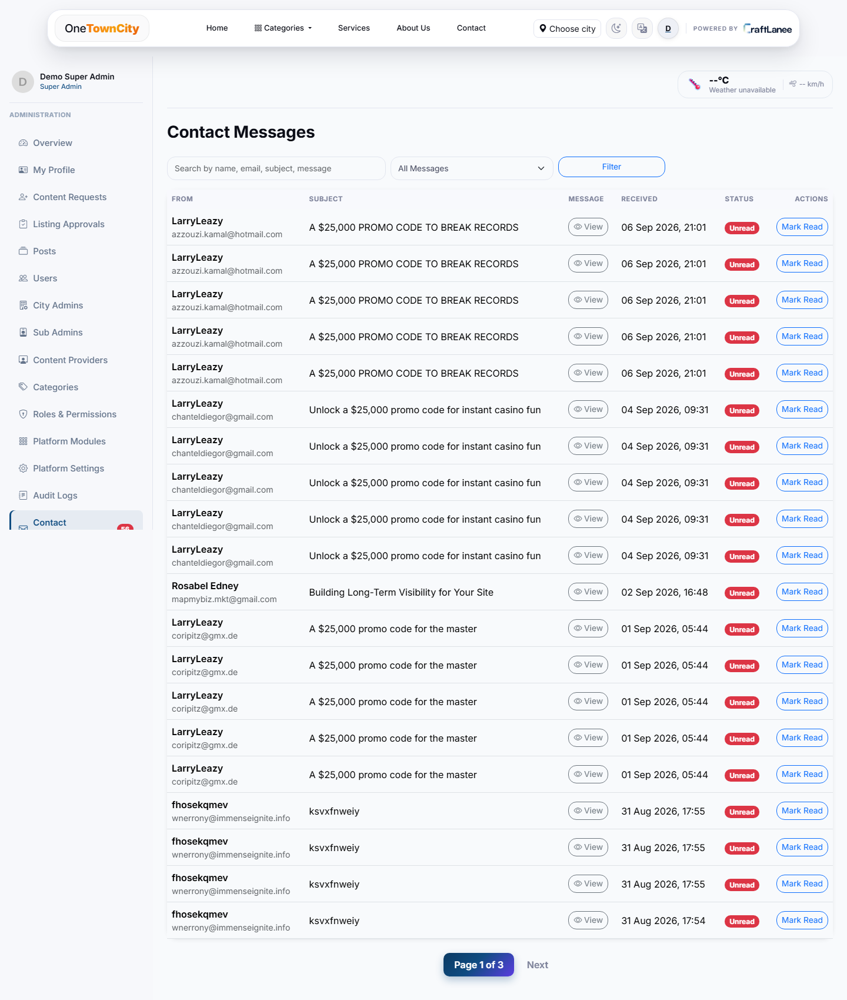 OneTownCity
Home
Categories
Services
About Us
Contact
Choose city
D
POWERED BY
CraftLanee
D
Demo Super Admin
Super Admin
ADMINISTRATION
Overview
My Profile
Content Requests
Listing Approvals
Posts
Users
City Admins
Sub Admins
Content Providers
Categories
Roles & Permissions
Platform Modules
Platform Settings
Audit Logs
Contact
56
--°C
Weather unavailable
-- km/h
Contact Messages
Search by name, email, subject, message
All Messages
Filter
FROM SUBJECT MESSAGE RECEIVED STATUS ACTIONS
LarryLeazy
azzouzi.kamal@hotmail.com
A $25,000 PROMO CODE TO BREAK RECORDS View 06 Sep 2026, 21:01 Unread Mark Read
LarryLeazy
azzouzi.kamal@hotmail.com
A $25,000 PROMO CODE TO BREAK RECORDS View 06 Sep 2026, 21:01 Unread Mark Read
LarryLeazy
azzouzi.kamal@hotmail.com
A $25,000 PROMO CODE TO BREAK RECORDS View 06 Sep 2026, 21:01 Unread Mark Read
LarryLeazy
azzouzi.kamal@hotmail.com
A $25,000 PROMO CODE TO BREAK RECORDS View 06 Sep 2026, 21:01 Unread Mark Read
LarryLeazy
azzouzi.kamal@hotmail.com
A $25,000 PROMO CODE TO BREAK RECORDS View 06 Sep 2026, 21:01 Unread Mark Read
LarryLeazy
chanteldiegor@gmail.com
Unlock a $25,000 promo code for instant casino fun View 04 Sep 2026, 09:31 Unread Mark Read
LarryLeazy
chanteldiegor@gmail.com
Unlock a $25,000 promo code for instant casino fun View 04 Sep 2026, 09:31 Unread Mark Read
LarryLeazy
chanteldiegor@gmail.com
Unlock a $25,000 promo code for instant casino fun View 04 Sep 2026, 09:31 Unread Mark Read
LarryLeazy
chanteldiegor@gmail.com
Unlock a $25,000 promo code for instant casino fun View 04 Sep 2026, 09:31 Unread Mark Read
LarryLeazy
chanteldiegor@gmail.com
Unlock a $25,000 promo code for instant casino fun View 04 Sep 2026, 09:31 Unread Mark Read
Rosabel Edney
mapmybiz.mkt@gmail.com
Building Long-Term Visibility for Your Site View 02 Sep 2026, 16:48 Unread Mark Read
LarryLeazy
coripitz@gmx.de
A $25,000 promo code for the master View 01 Sep 2026, 05:44 Unread Mark Read
LarryLeazy
coripitz@gmx.de
A $25,000 promo code for the master View 01 Sep 2026, 05:44 Unread Mark Read
LarryLeazy
coripitz@gmx.de
A $25,000 promo code for the master View 01 Sep 2026, 05:44 Unread Mark Read
LarryLeazy
coripitz@gmx.de
A $25,000 promo code for the master View 01 Sep 2026, 05:44 Unread Mark Read
LarryLeazy
coripitz@gmx.de
A $25,000 promo code for the master View 01 Sep 2026, 05:44 Unread Mark Read
fhosekqmev
wnerrony@immenseignite.info
ksvxfnweiy View 31 Aug 2026, 17:55 Unread Mark Read
fhosekqmev
wnerrony@immenseignite.info
ksvxfnweiy View 31 Aug 2026, 17:55 Unread Mark Read
fhosekqmev
wnerrony@immenseignite.info
ksvxfnweiy View 31 Aug 2026, 17:55 Unread Mark Read
fhosekqmev
wnerrony@immenseignite.info
ksvxfnweiy View 31 Aug 2026, 17:54 Unread Mark Read
Page 1 of 3
Next